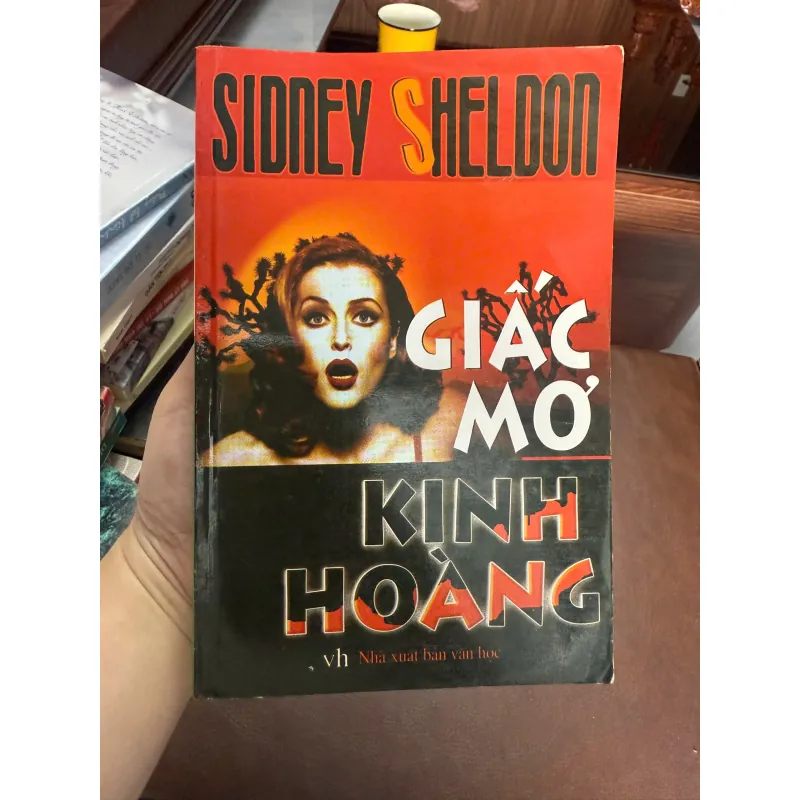 SIDNEY SHELDON
GIẤC
MƠ
KINH
HOÀNG
vh Nhà xuất bản văn học